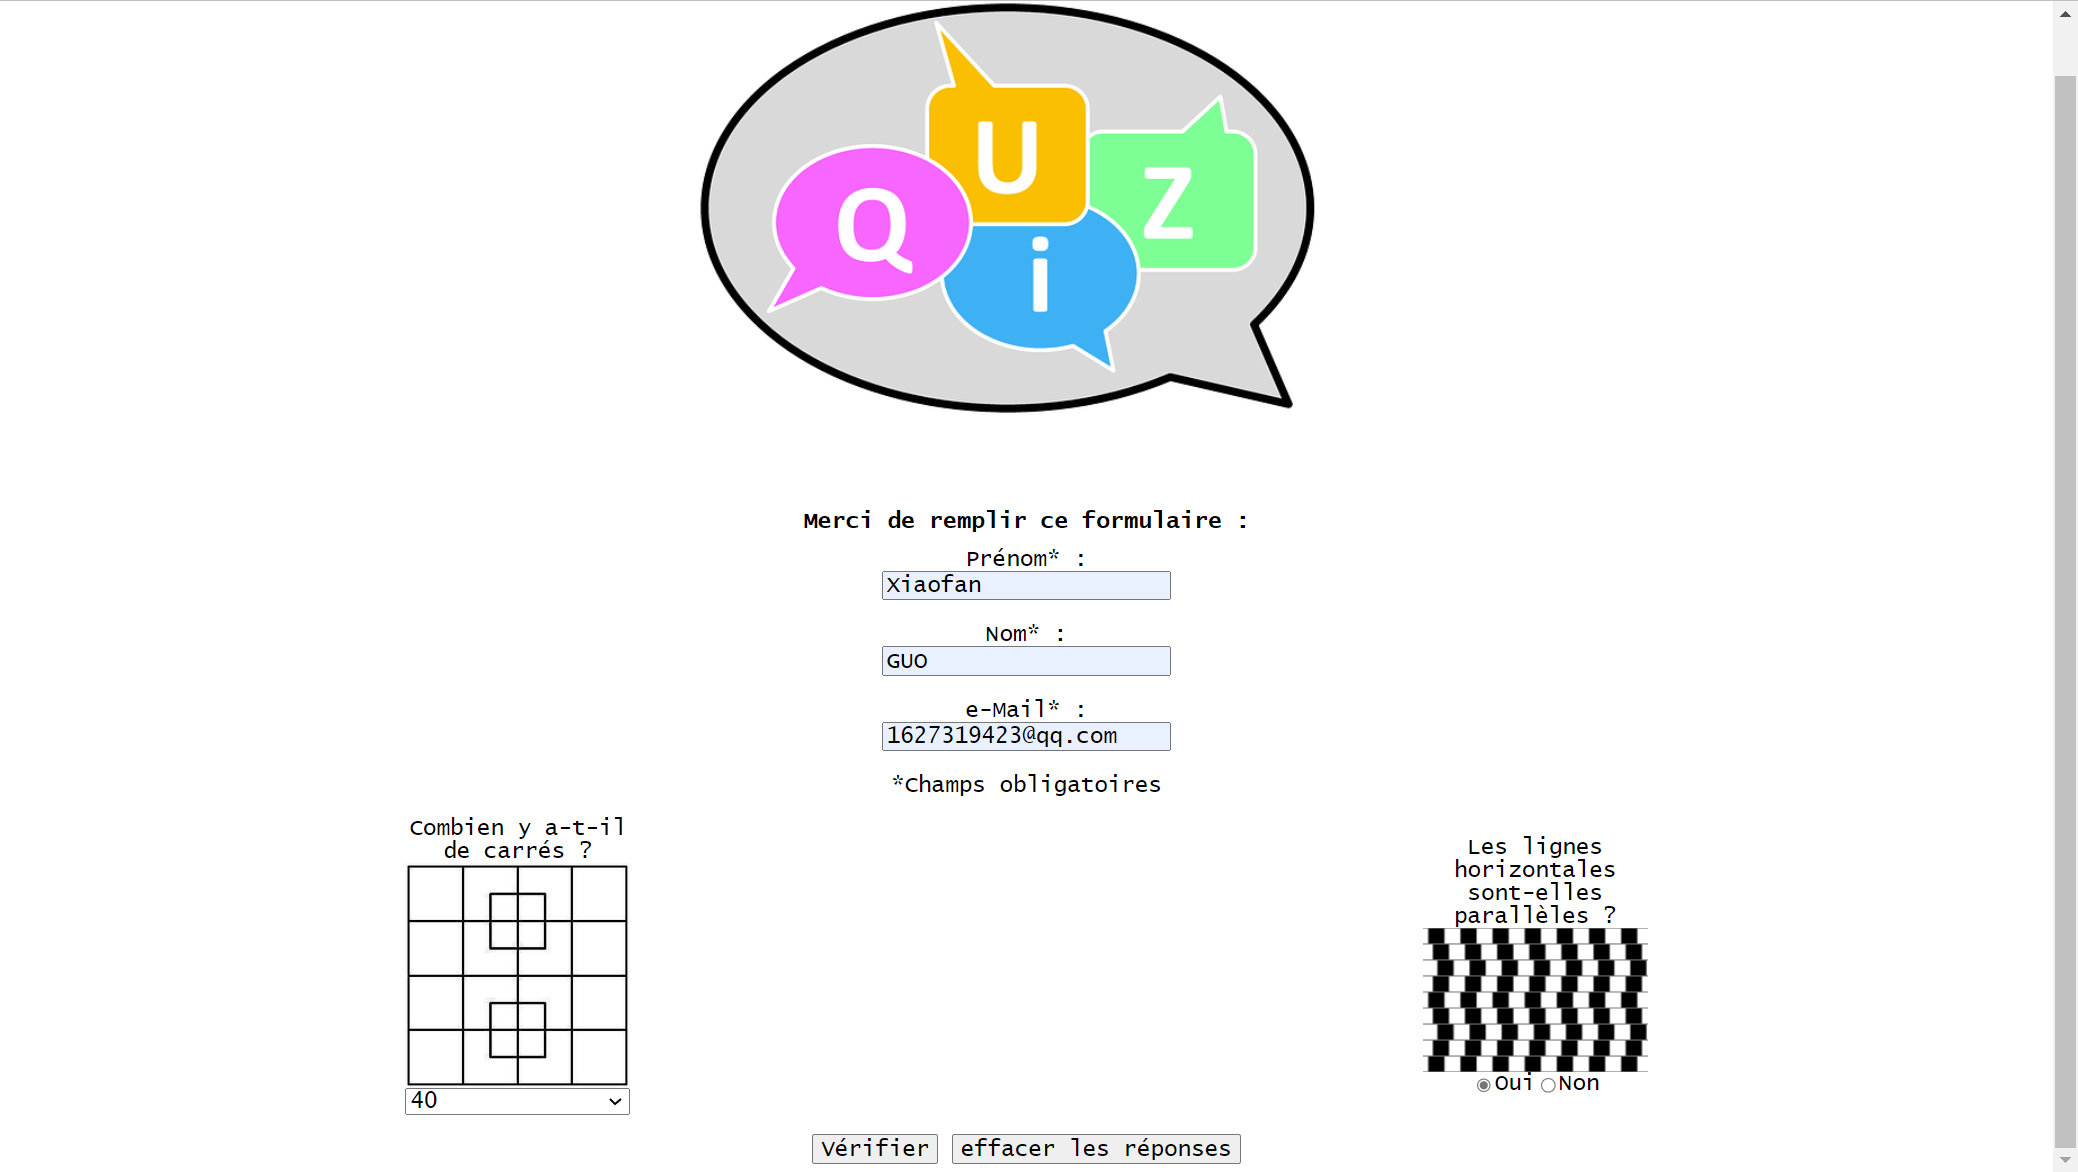 QUiZ
Merci de remplir ce formulaire :
Prénom* :
Xiaofan
Nom* :
GUO
e-Mail* :
1627319423@qq.com
*Champs obligatoires
Combien y a-t-il
de carrés ?
40
Les lignes
horizontales
sont-elles
parallèles ?
Oui Non
Vérifier effacer les réponses